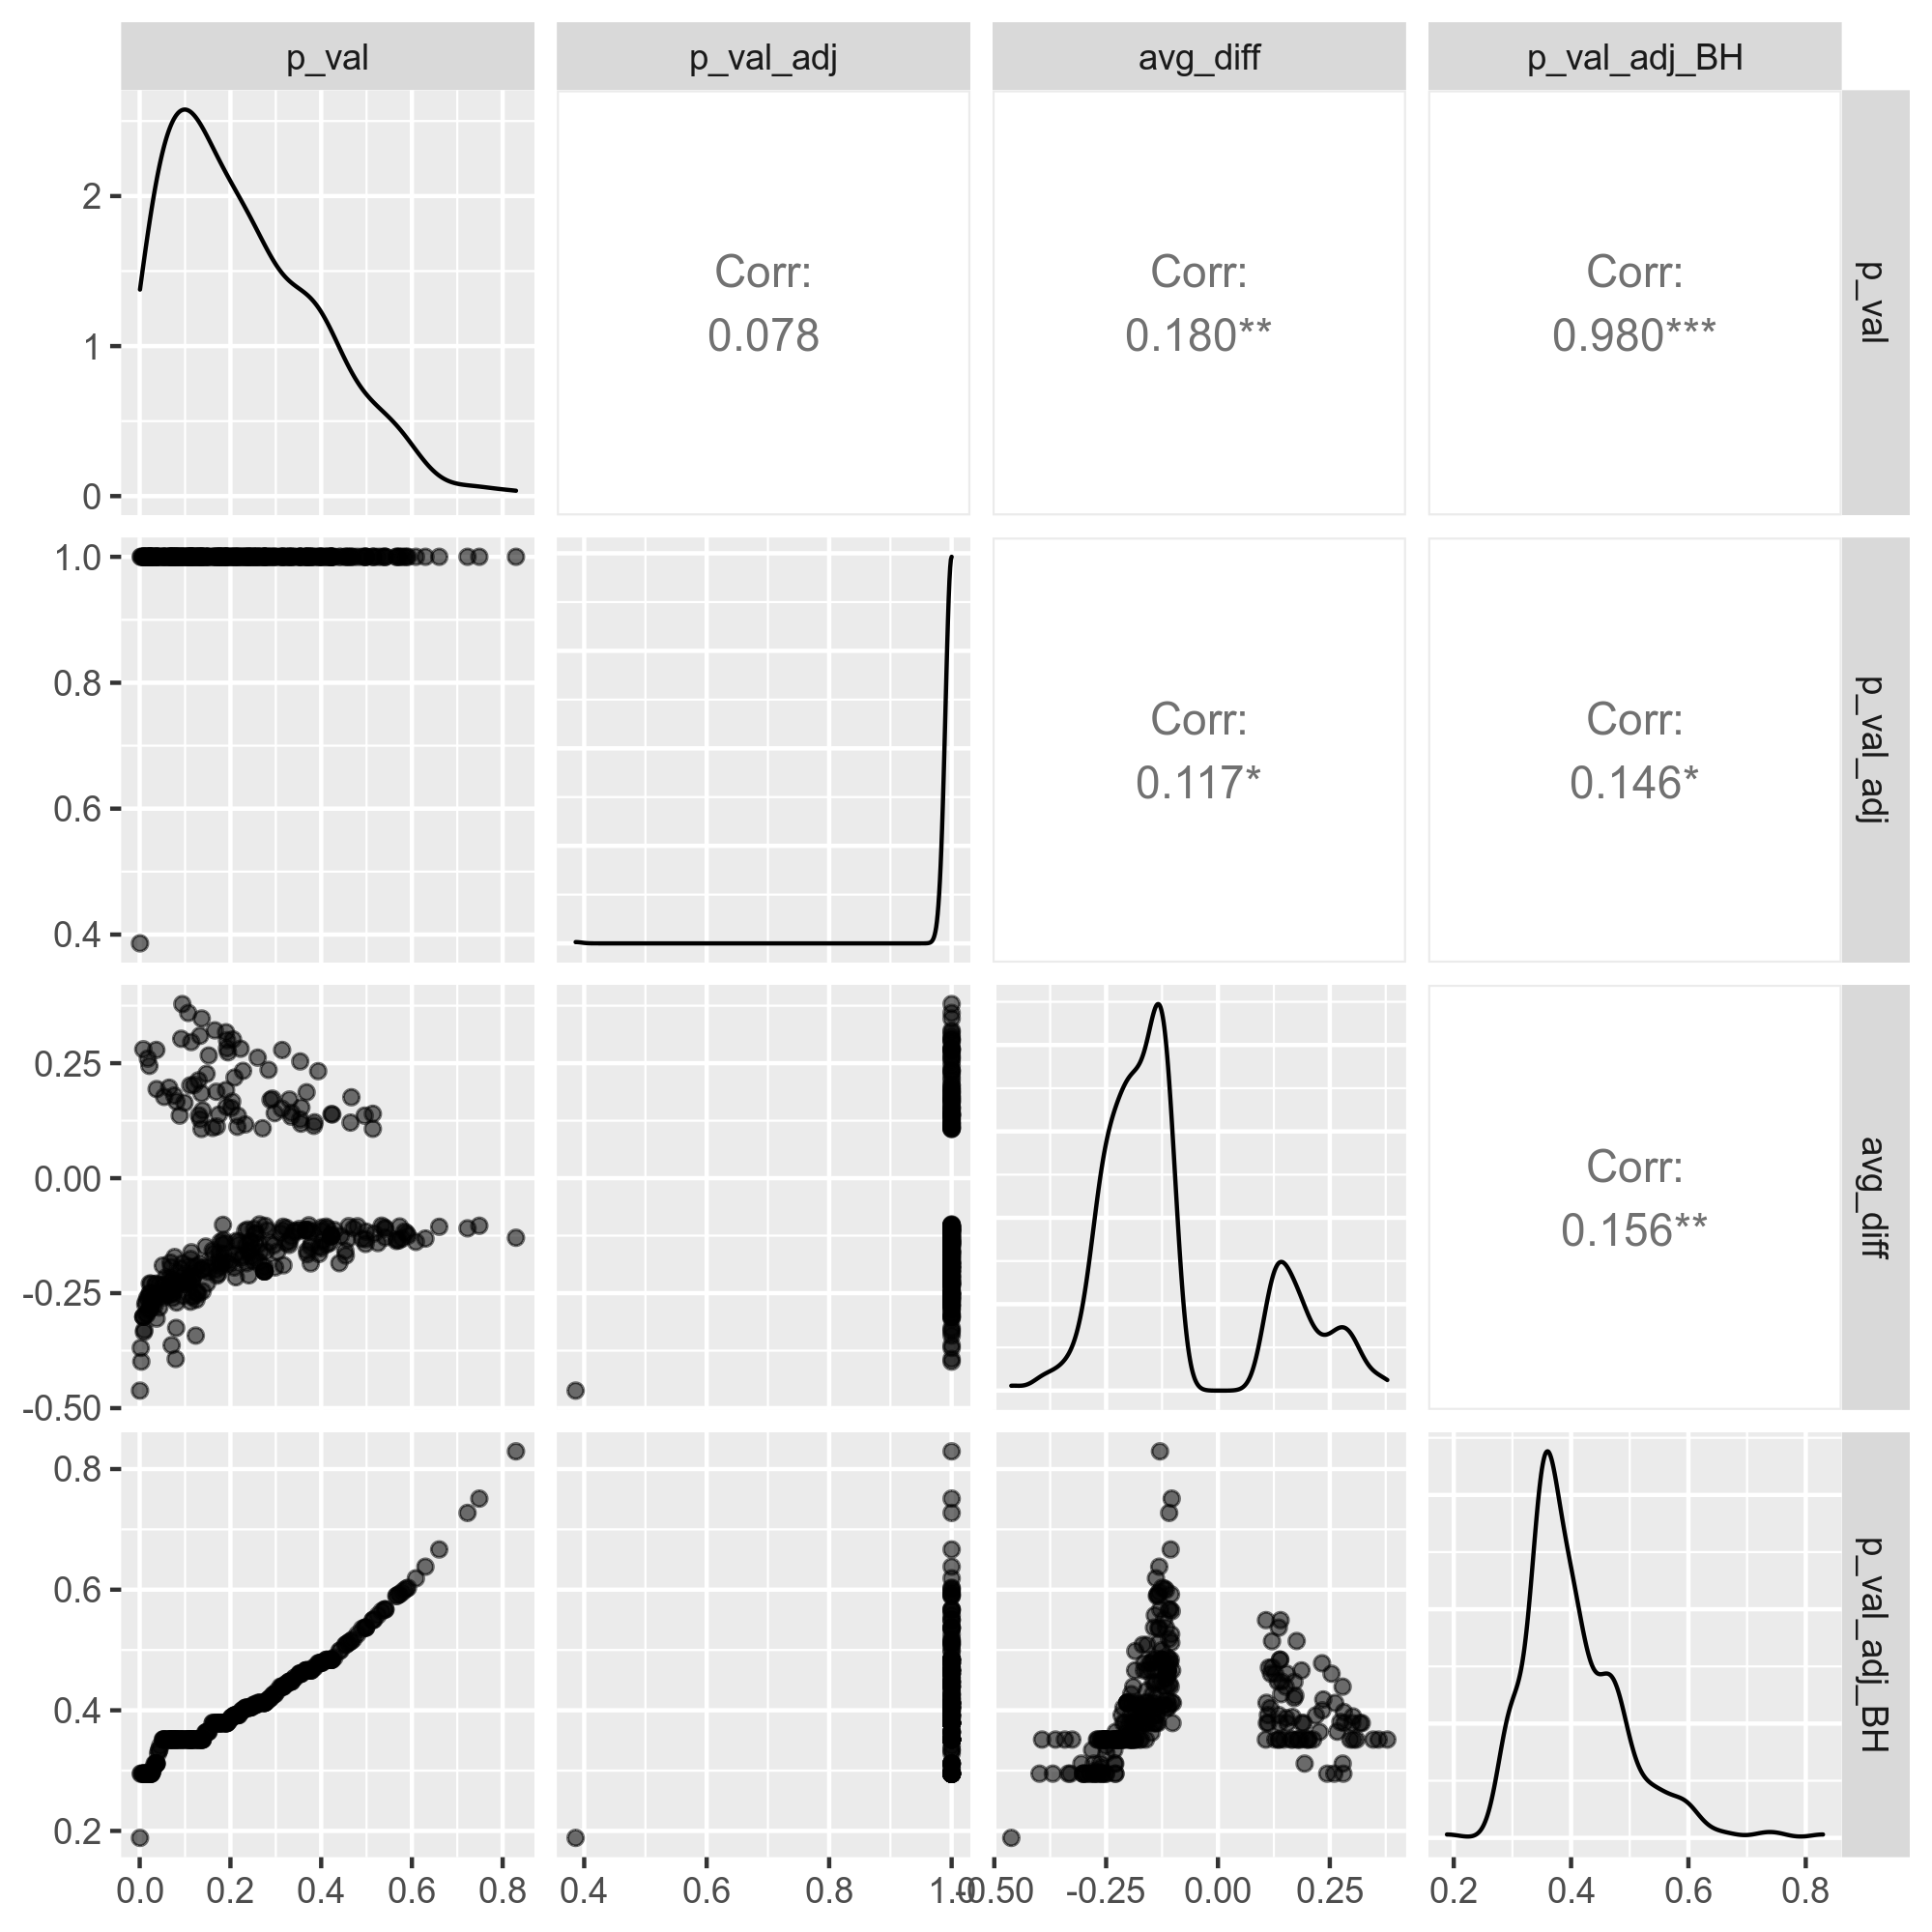 p_val p_val_adj avg_diff p_val_adj_BH
2
1
0
Corr:
0.078
Corr:
0.180**
Corr:
0.980***
p_val
1.0
0.8
0.6
0.4
Corr:
0.117*
Corr:
0.146*
p_val_adj
0.25
0.00
-0.25
-0.50
Corr:
0.156**
avg_diff
0.8
0.6
0.4
0.2
p_val_adj_BH
0.0 0.2 0.4 0.6 0.8 0.4 0.6 0.8 1.0 -0.50 -0.25 0.00 0.25 0.2 0.4 0.6 0.8